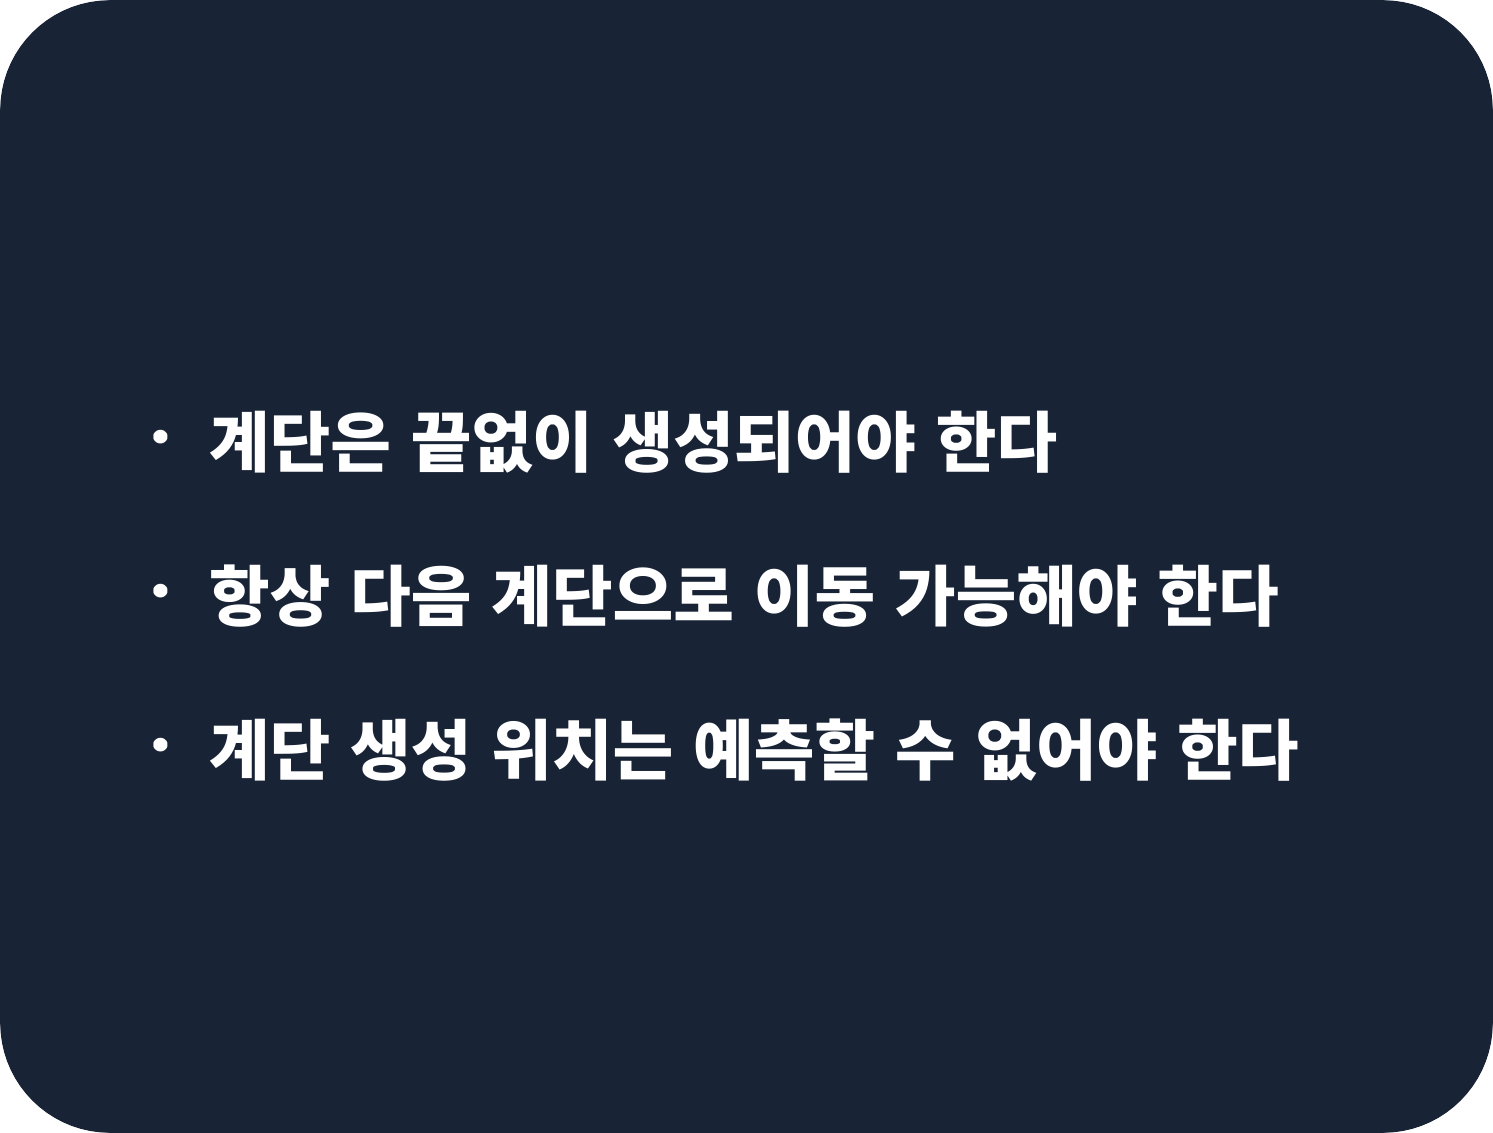 • 계단은 끝없이 생성되어야 한다
• 항상 다음 계단으로 이동 가능해야 한다
• 계단 생성 위치는 예측할 수 없어야 한다